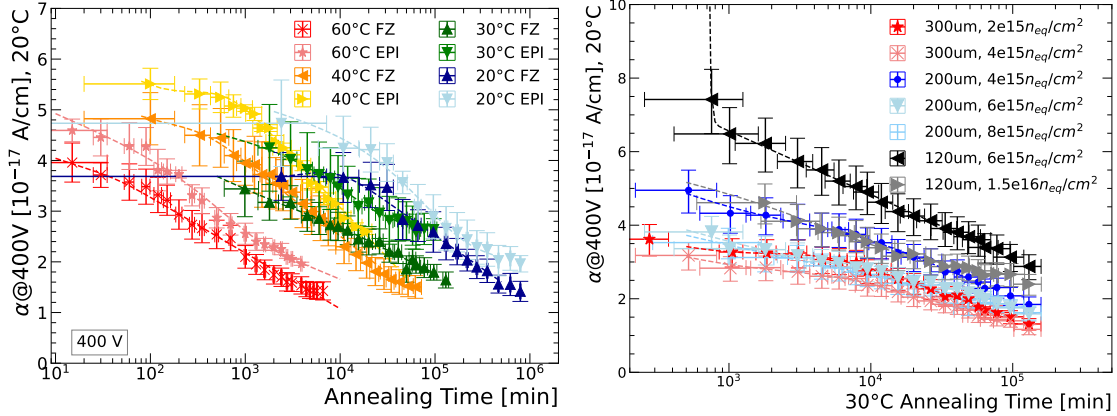 α@400V [10⁻¹⁷ A/cm], 20°C
7
6
5
4
3
2
1
0
60°C FZ
60°C EPI
40°C FZ
40°C EPI
30°C FZ
30°C EPI
20°C FZ
20°C EPI
400 V
10¹ 10² 10³ 10⁴ 10⁵ 10⁶
Annealing Time [min]
α@400V [10⁻¹⁷ A/cm], 20°C
10
8
6
4
2
0
300um, 2e15n_eq/cm²
300um, 4e15n_eq/cm²
200um, 4e15n_eq/cm²
200um, 6e15n_eq/cm²
200um, 8e15n_eq/cm²
120um, 6e15n_eq/cm²
120um, 1.5e16n_eq/cm²
10³ 10⁴ 10⁵
30°C Annealing Time [min]